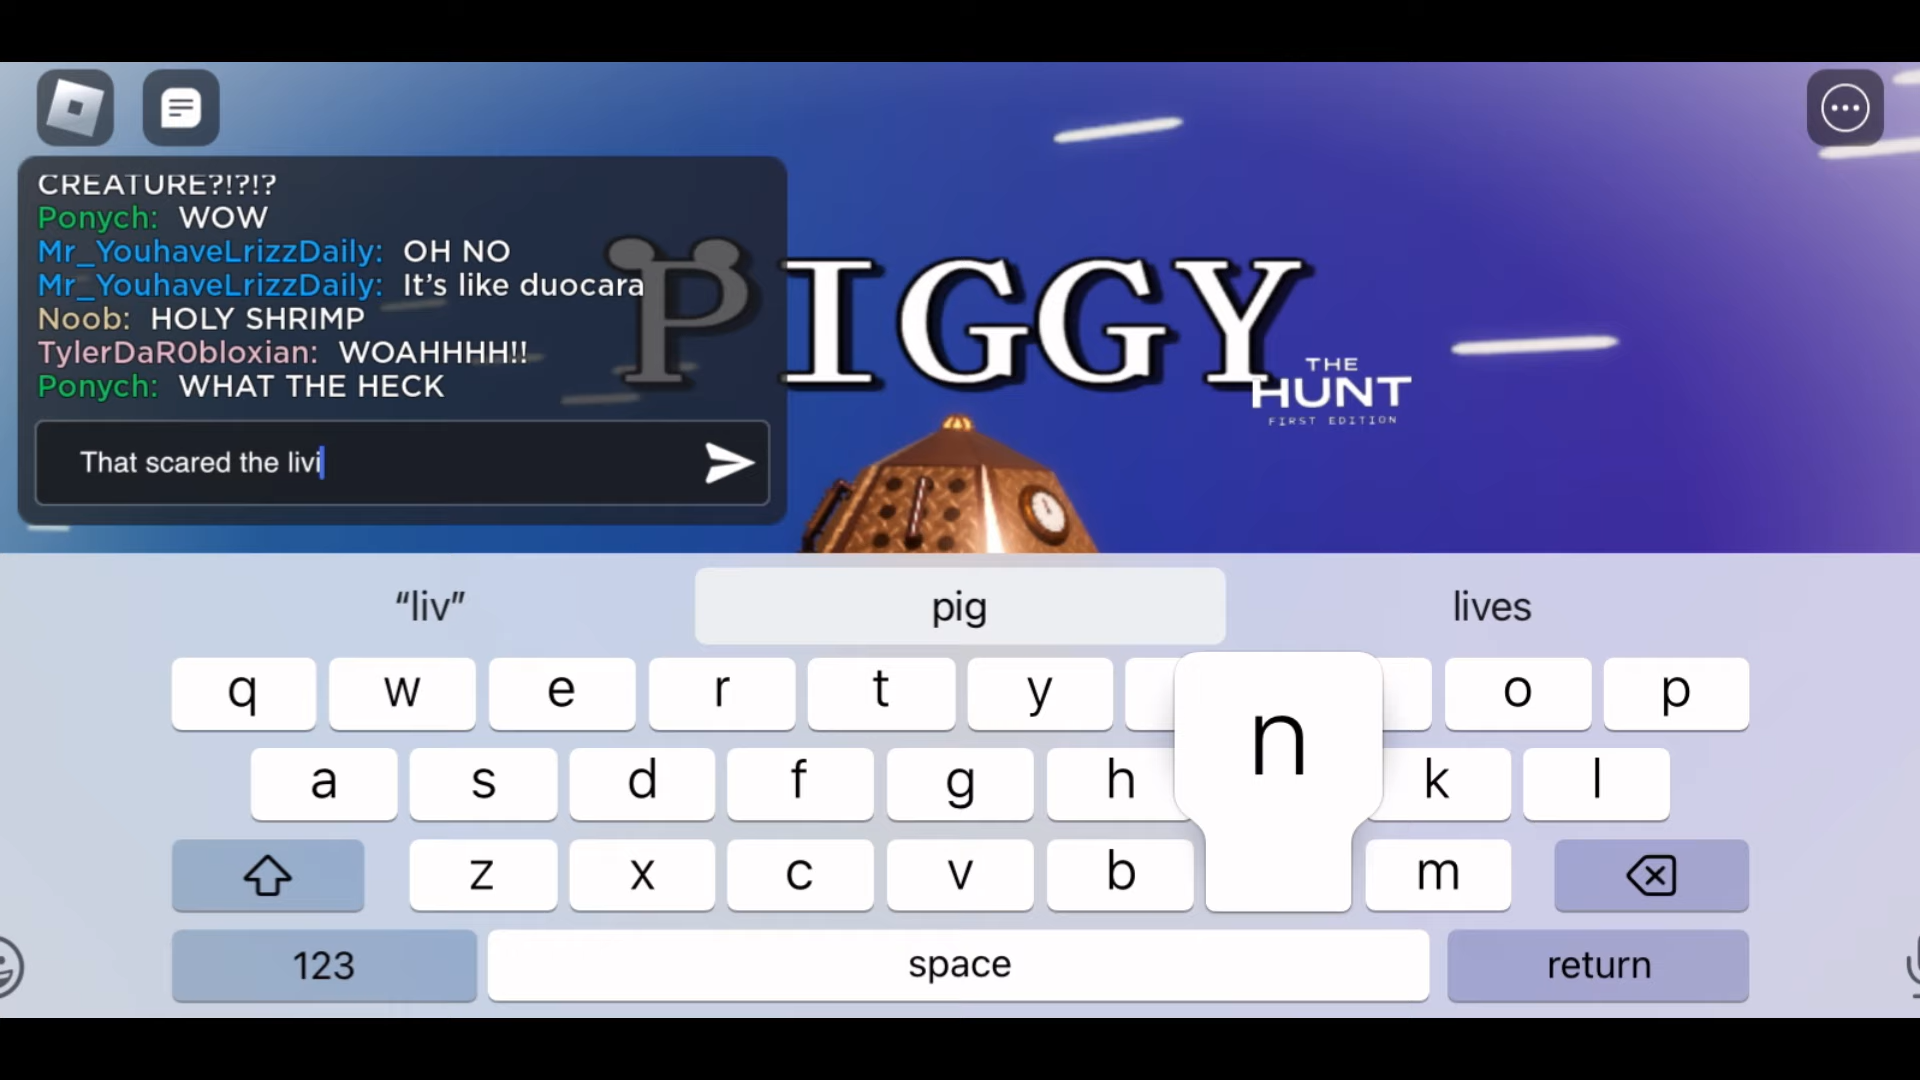 CREATURE?!?!?
Ponych: WOW
Mr_YouhaveLrizzDaily: OH NO
Mr_YouhaveLrizzDaily: It’s like duocara
Noob: HOLY SHRIMP
TylerDaR0bloxian: WOAHHHH!!
Ponych: WHAT THE HECK
That scared the livi
PIGGY
THE
HUNT
FIRST EDITION
“liv” pig lives
q w e r t y o p
a s d f g h k l
n
z x c v b m
123 space return